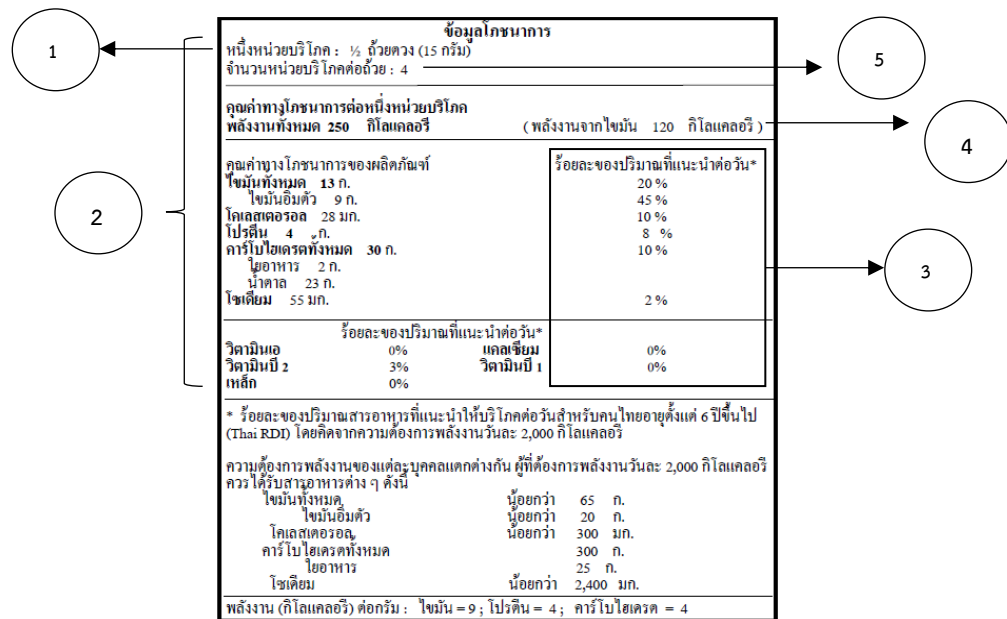 ข้อมูลโภชนาการ
1
หนึ่งหน่วยบริโภค : ½ ถ้วยตวง (15 กรัม)
จำนวนหน่วยบริโภคต่อถ้วย : 4
5
คุณค่าทางโภชนาการต่อหนึ่งหน่วยบริโภค
พลังงานทั้งหมด 250 กิโลแคลอรี (พลังงานจากไขมัน 120 กิโลแคลอรี)
4
คุณค่าทางโภชนาการของผลิตภัณฑ์ ร้อยละของปริมาณที่แนะนำต่อวัน*
ไขมันทั้งหมด 13 ก. 20 %
ไขมันอิ่มตัว 9 ก. 45 %
2
โคเลสเตอรอล 28 มก. 10 %
โปรตีน 4 ก. 8 %
คาร์โบไฮเดรตทั้งหมด 30 ก. 10 %
ใยอาหาร 2 ก.
3
น้ำตาล 23 ก.
โซเดียม 55 มก. 2 %
ร้อยละของปริมาณที่แนะนำต่อวัน*
วิตามินเอ 0% แคลเซียม 0%
วิตามินบี 2 3% วิตามินบี 1 0%
เหล็ก 0%
* ร้อยละของปริมาณสารอาหารที่แนะนำให้บริโภคต่อวันสำหรับคนไทยอายุตั้งแต่ 6 ปีขึ้นไป
(Thai RDI) โดยคิดจากความต้องการพลังงานวันละ 2,000 กิโลแคลอรี
ความต้องการพลังงานของแต่ละบุคคลแตกต่างกัน ผู้ที่ต้องการพลังงานวันละ 2,000 กิโลแคลอรี
ควรได้รับสารอาหารต่าง ๆ ดังนี้
ไขมันทั้งหมด น้อยกว่า 65 ก.
ไขมันอิ่มตัว น้อยกว่า 20 ก.
โคเลสเตอรอล น้อยกว่า 300 มก.
คาร์โบไฮเดรตทั้งหมด 300 ก.
ใยอาหาร 25 ก.
โซเดียม น้อยกว่า 2,400 มก.
พลังงาน (กิโลแคลอรี) ต่อกรัม : ไขมัน = 9 ; โปรตีน = 4 ; คาร์โบไฮเดรต = 4